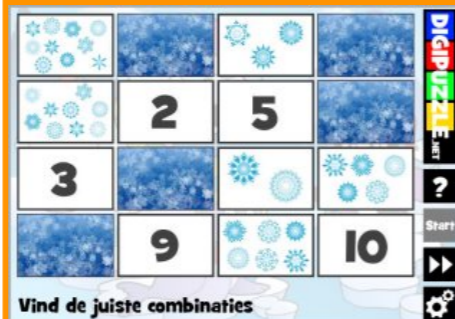 2 5
3
9 10
Vind de juiste combinaties
DIGIPUZZLE.NET
?
Start